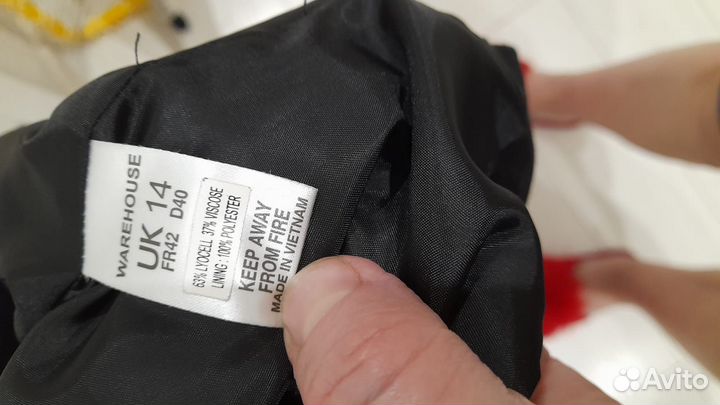 WAREHOUSE
UK 14
FR42 D40
63% LYOCELL 37% VISCOSE
LINING : 100% POLYESTER
KEEP AWAY
FROM FIRE
MADE IN VIETNAM
Avito